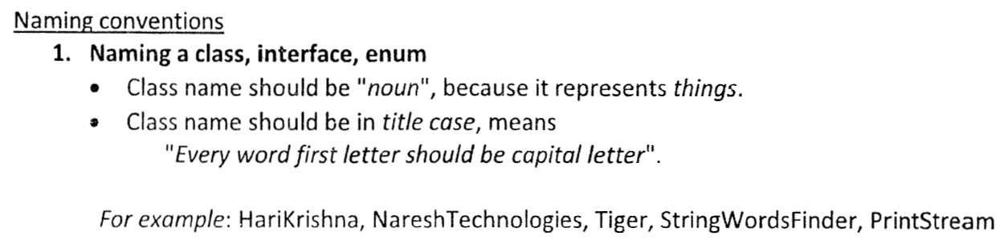 Naming conventions
1. Naming a class, interface, enum
• Class name should be "noun", because it represents things.
• Class name should be in title case, means
"Every word first letter should be capital letter".
For example: HariKrishna, NareshTechnologies, Tiger, StringWordsFinder, PrintStream